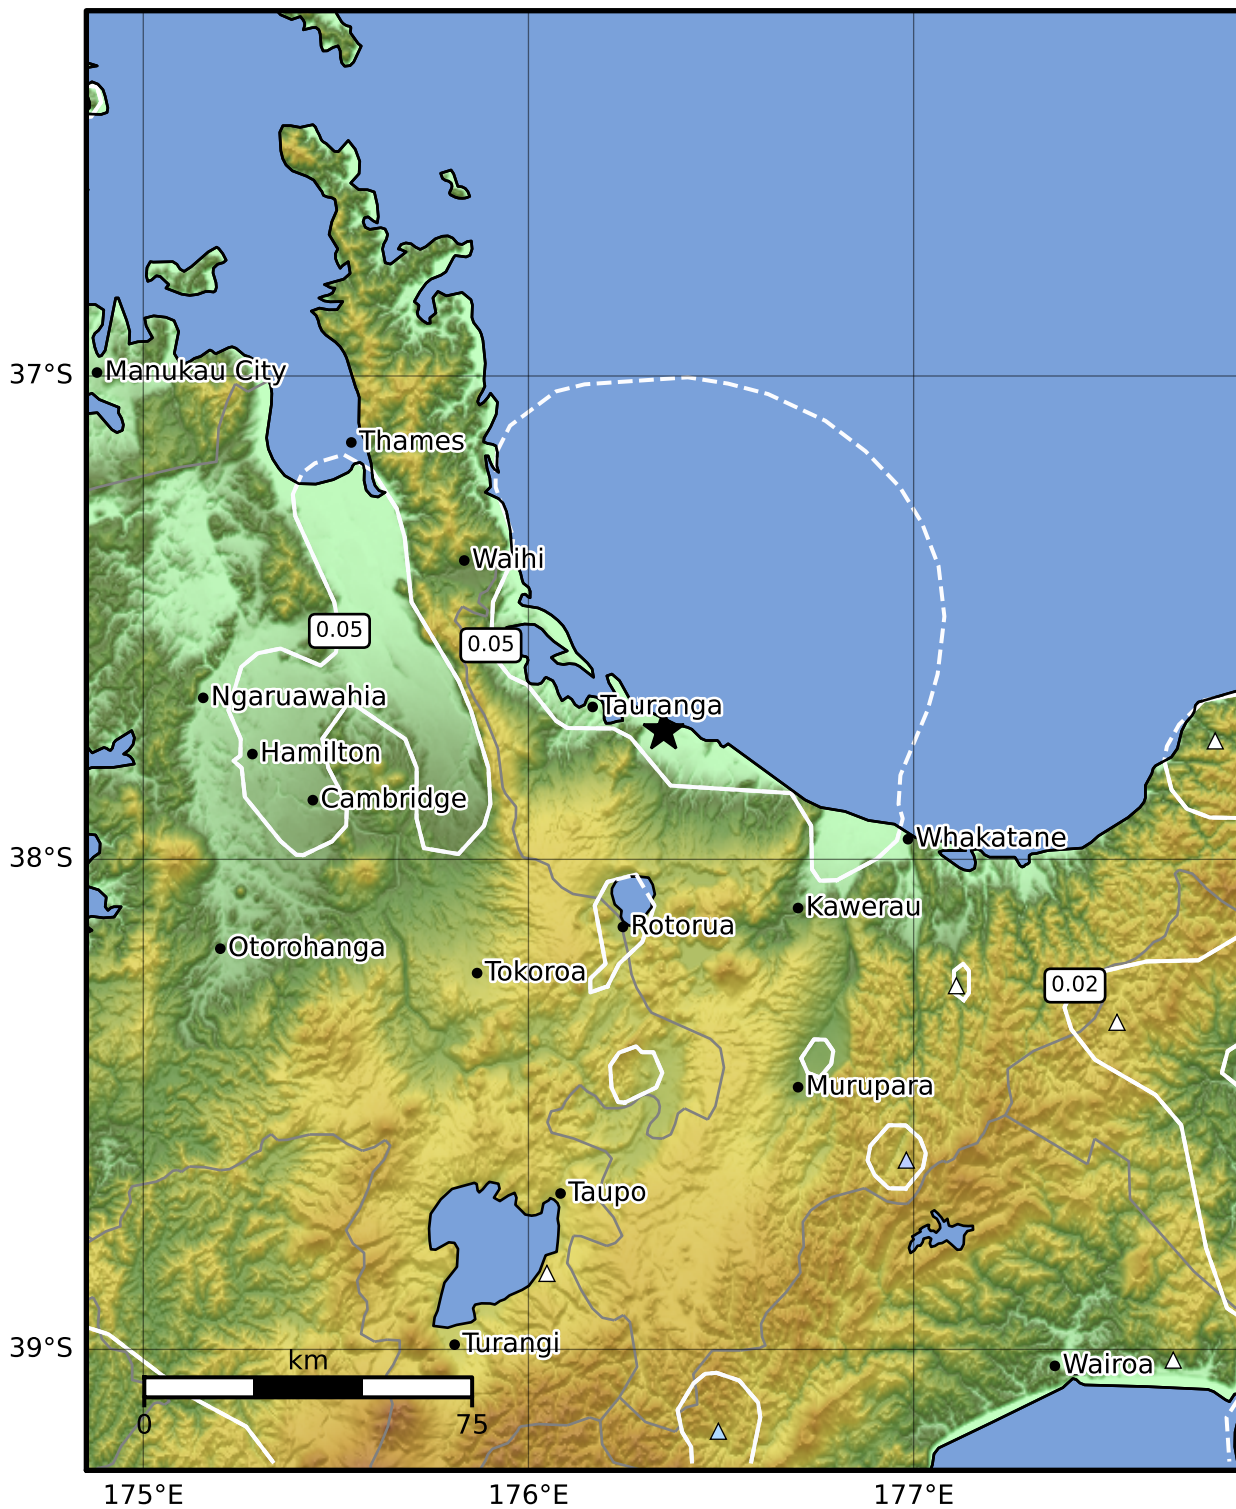 37°S
Manukau City
Thames
Waihi
0.05
0.05
Ngaruawahia
Tauranga
Hamilton
Cambridge
Whakatane
38°S
Kawerau
Rotorua
Otorohanga
Tokoroa
0.02
Murupara
Taupo
Turangi
39°S
km
Wairoa
0
75
175°E
176°E
177°E